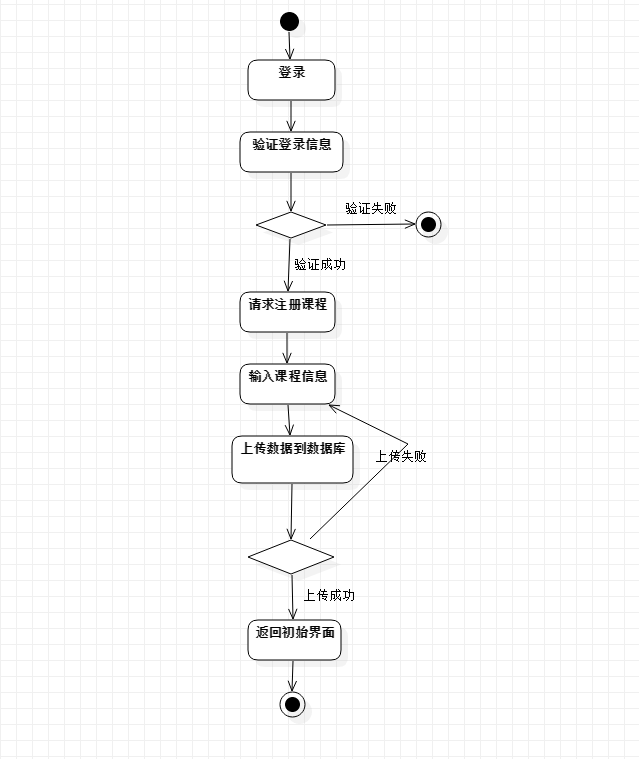 登录
验证登录信息
验证失败
验证成功
请求注册课程
输入课程信息
上传数据到数据库
上传失败
上传成功
返回初始界面